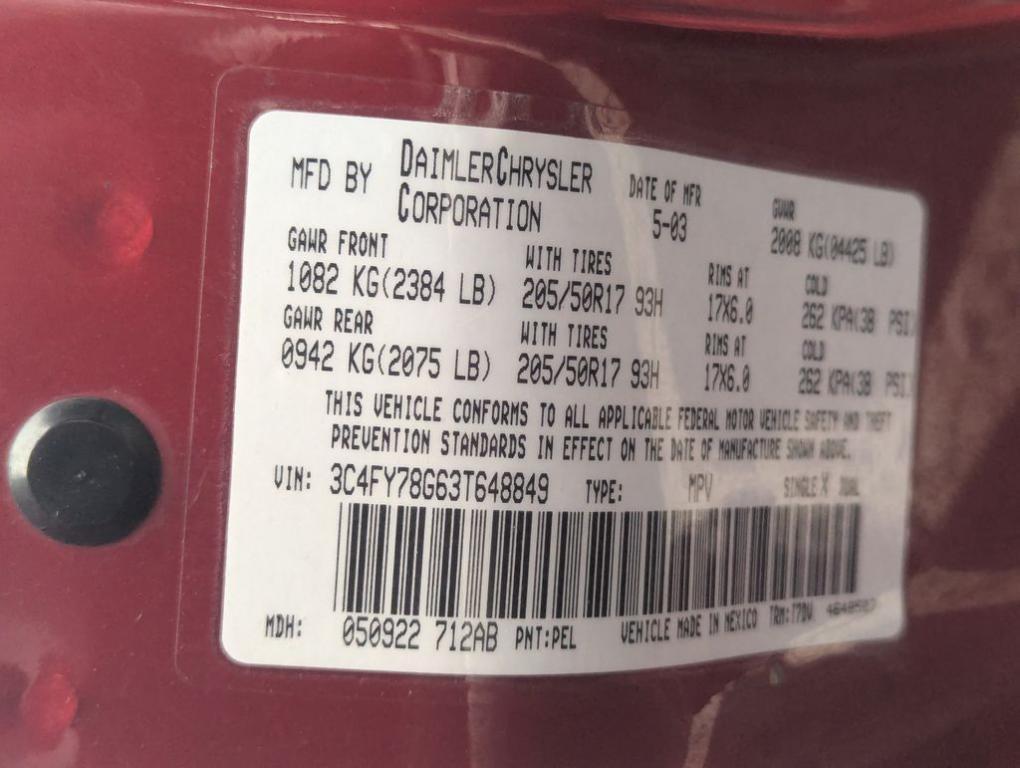 MFD BY DAIMLERCHRYSLER CORPORATION DATE OF MFR 5-03 GVWR 2008 KG(04425 LB)
GAWR FRONT WITH TIRES RIMS AT COLD
1082 KG(2384 LB) 205/50R17 93H 17X6.0 262 KPA(38 PSI)
GAWR REAR WITH TIRES RIMS AT COLD
0942 KG(2075 LB) 205/50R17 93H 17X6.0 262 KPA(38 PSI)
THIS VEHICLE CONFORMS TO ALL APPLICABLE FEDERAL MOTOR VEHICLE SAFETY AND THEFT
PREVENTION STANDARDS IN EFFECT ON THE DATE OF MANUFACTURE SHOWN ABOVE.
VIN: 3C4FY78G63T648849 TYPE: MPV SINGLE X DUAL
MDH: 050922 712AB PNT:PEL VEHICLE MADE IN MEXICO TRM:T7DV